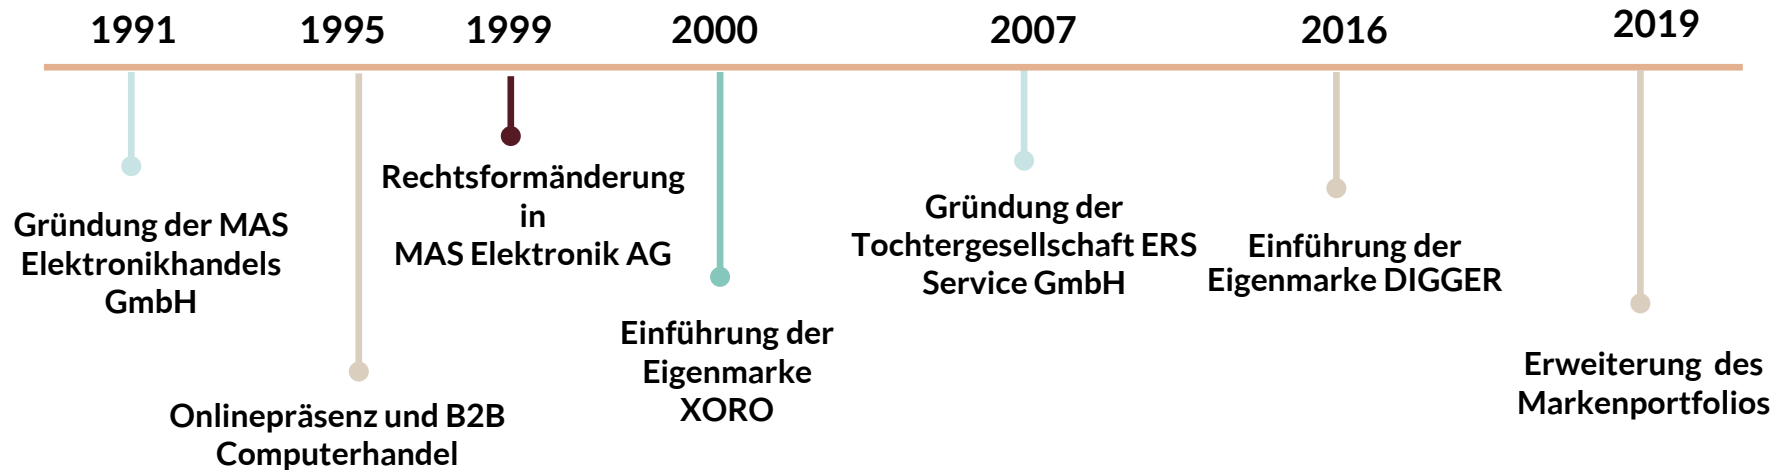 1991
1995
1999
2000
2007
2016
2019
Gründung der MAS
Elektronikhandels
GmbH
Onlinepräsenz und B2B
Computerhandel
Rechtsformänderung
in
MAS Elektronik AG
Einführung der
Eigenmarke
XORO
Gründung der
Tochtergesellschaft ERS
Service GmbH
Einführung der
Eigenmarke DIGGER
Erweiterung des
Markenportfolios